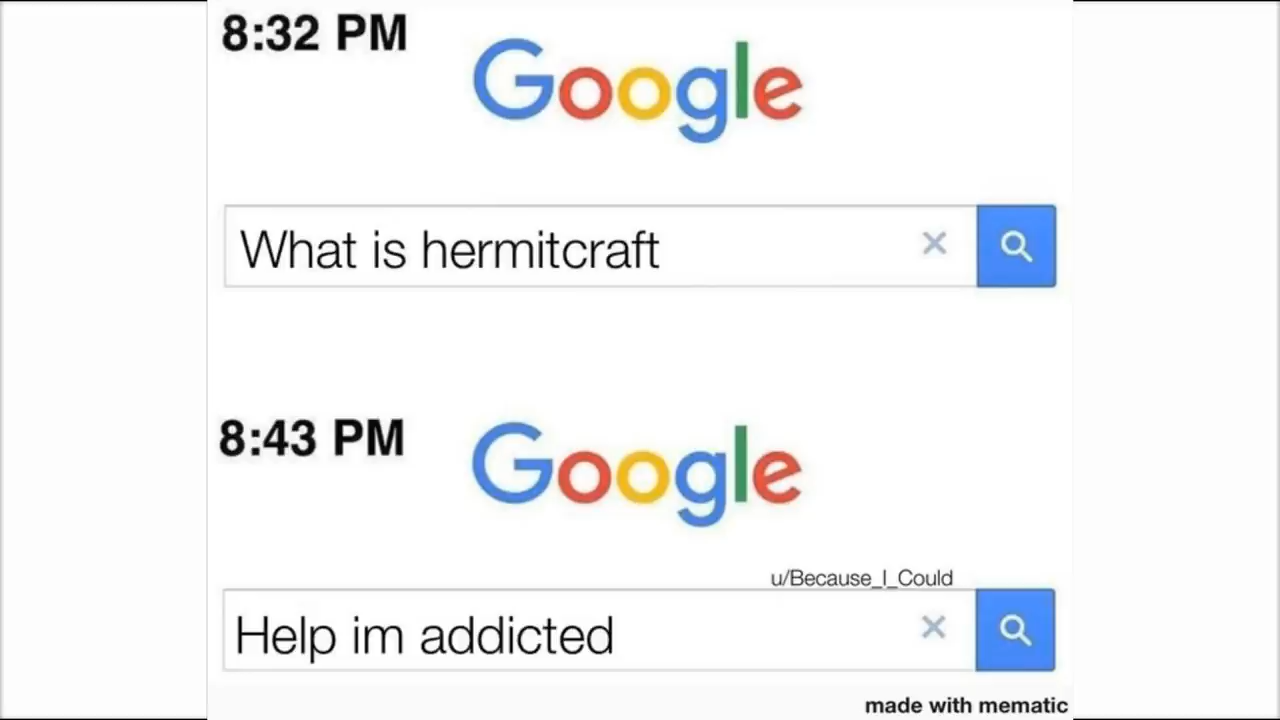 8:32 PM
Google
What is hermitcraft
8:43 PM
Google
u/Because_I_Could
Help im addicted
made with mematic